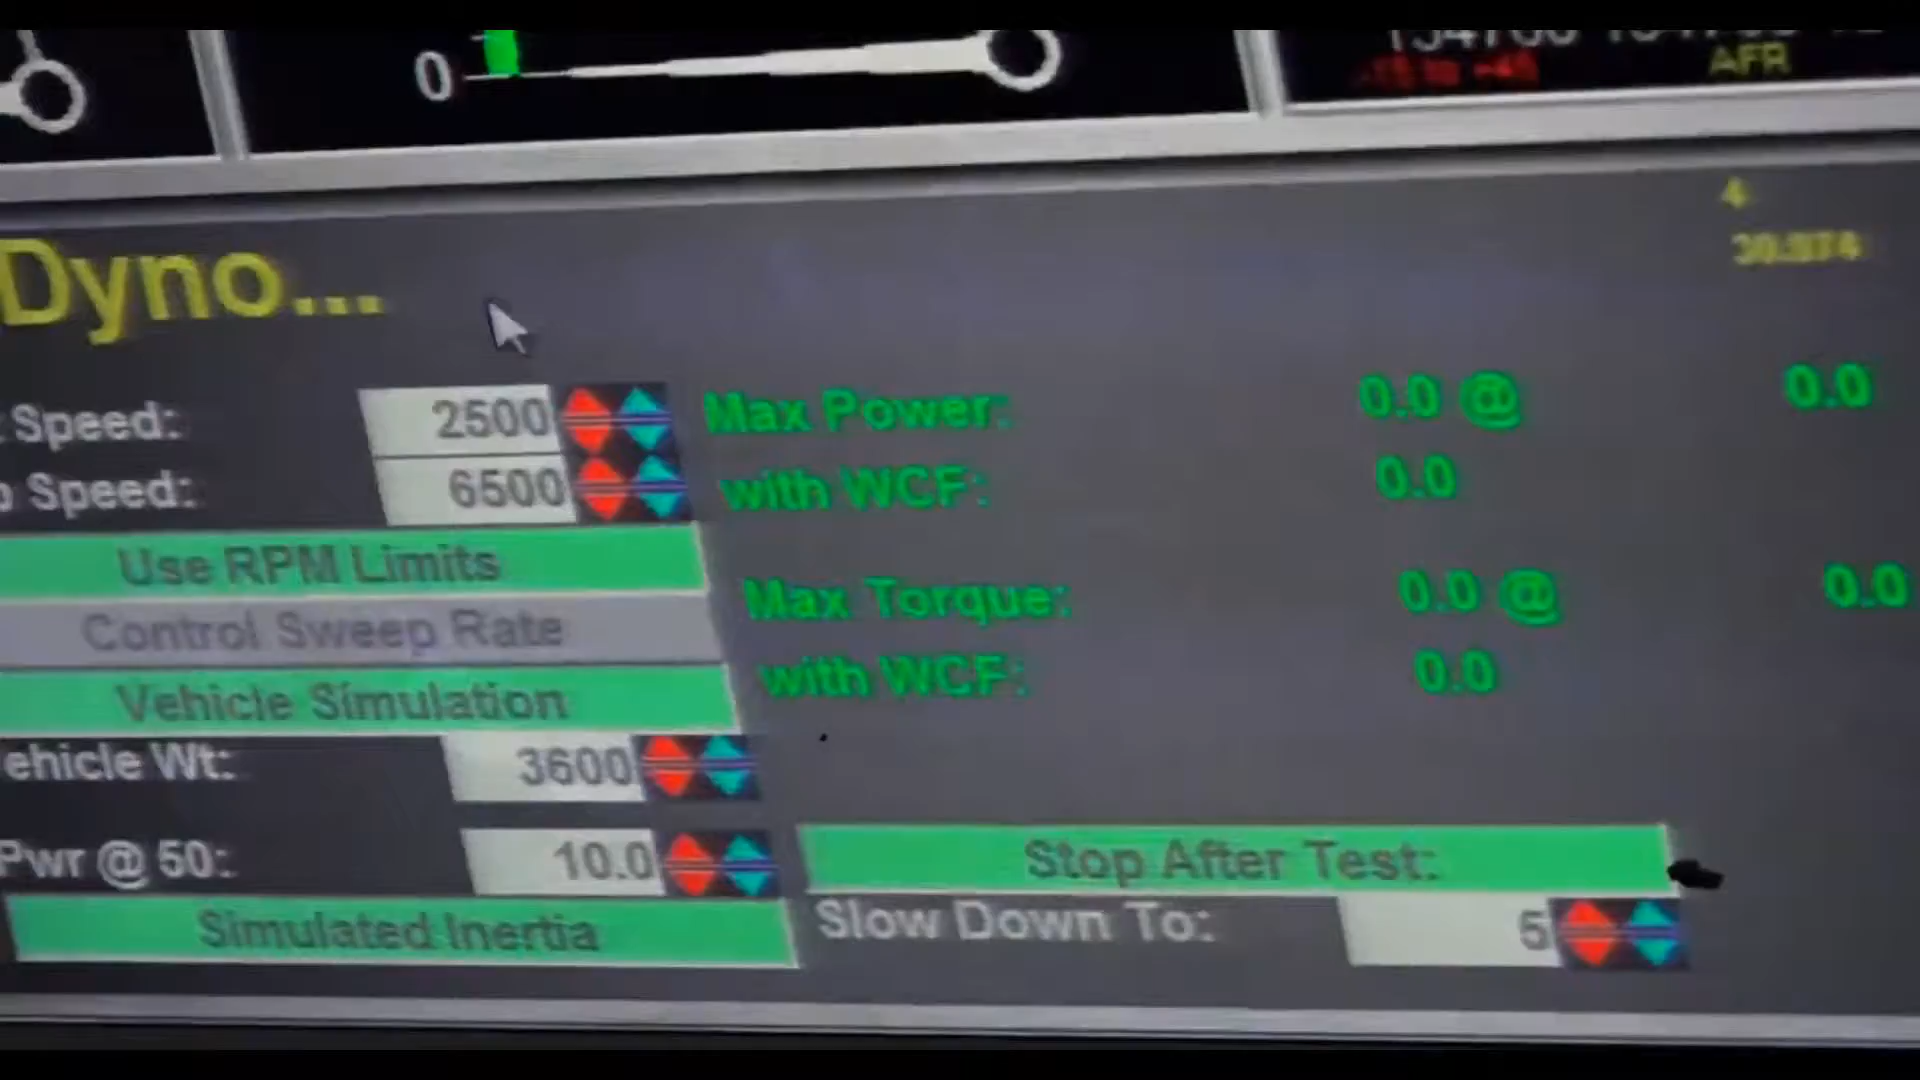 0
AFR
4
Dyno...
Speed: 2500 Max Power: 0.0 @ 0.0
Speed: 6500 with WCF: 0.0
Use RPM Limits
Control Sweep Rate Max Torque: 0.0 @ 0.0
Vehicle Simulation with WCF: 0.0
ehicle Wt: 3600
Pwr @ 50: 10.0 Stop After Test:
Simulated Inertia Slow Down To: 5